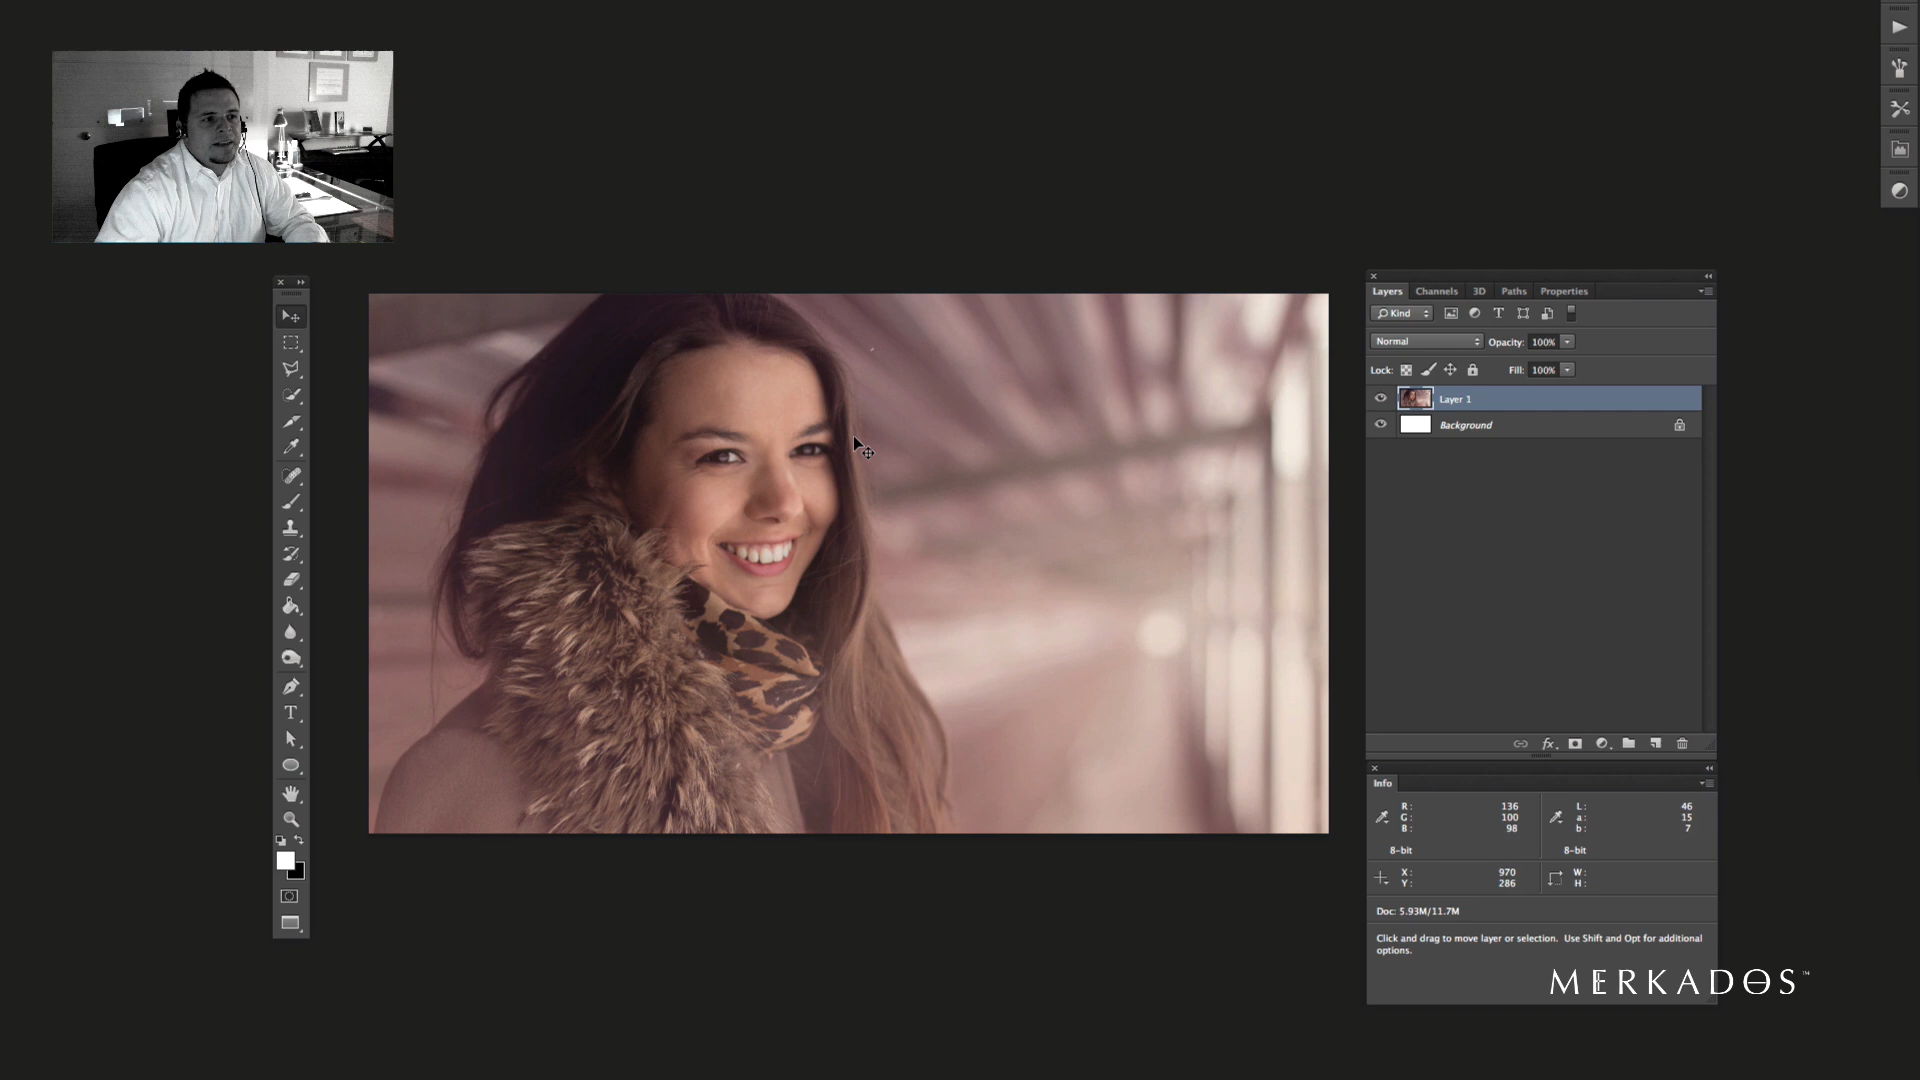 Layers Channels 3D Paths Properties
Kind
Normal Opacity: 100%
Lock: Fill: 100%
Layer 1
Background
fx
Info
R: 136 L: 46
G: 100 a: 15
B: 98 b: 7
8-bit 8-bit
X: 970 W:
Y: 286 H:
Doc: 5.93M/11.7M
Click and drag to move layer or selection. Use Shift and Opt for additional
options.
MERKADOS™